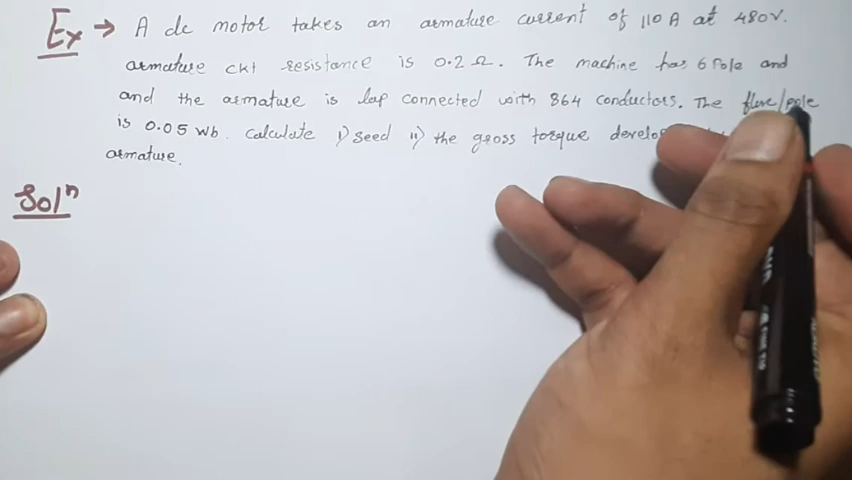 Ex → A dc motor takes an armature current of 110 A at 480V.
armature ckt resistance is 0.2 Ω. The machine has 6 Pole and
and the armature is lap connected with 864 conductors. The flux/pole
is 0.05 Wb. Calculate i) Seed ii) the gross torque
armature.
Solⁿ